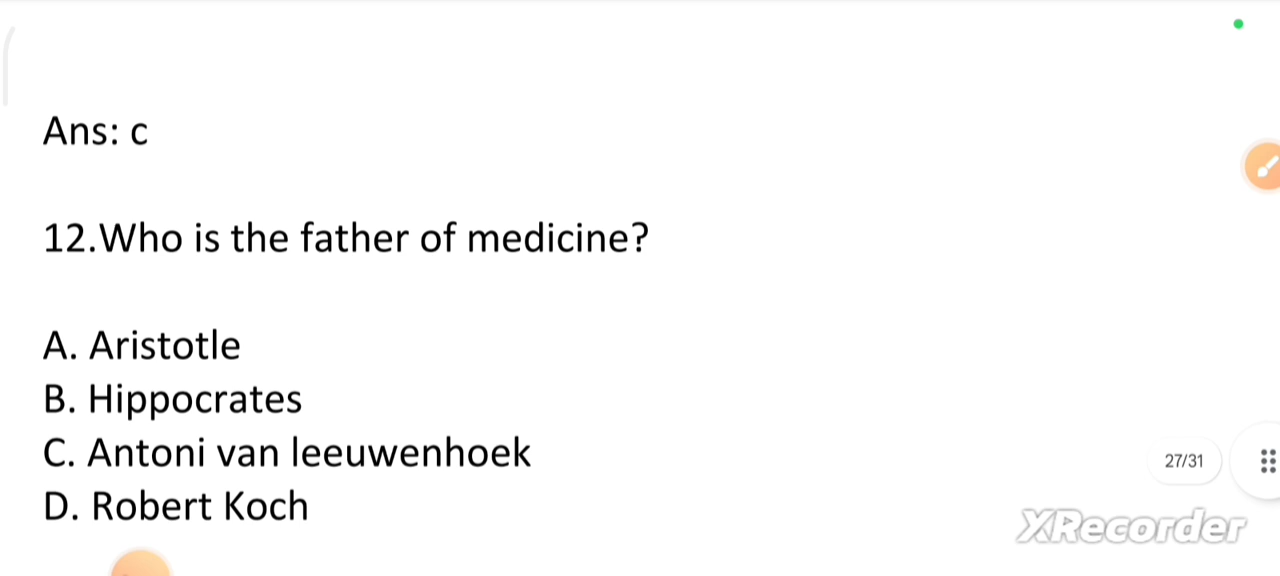 Ans: c
12.Who is the father of medicine?
A. Aristotle
B. Hippocrates
C. Antoni van leeuwenhoek
D. Robert Koch
27/31
XRecorder